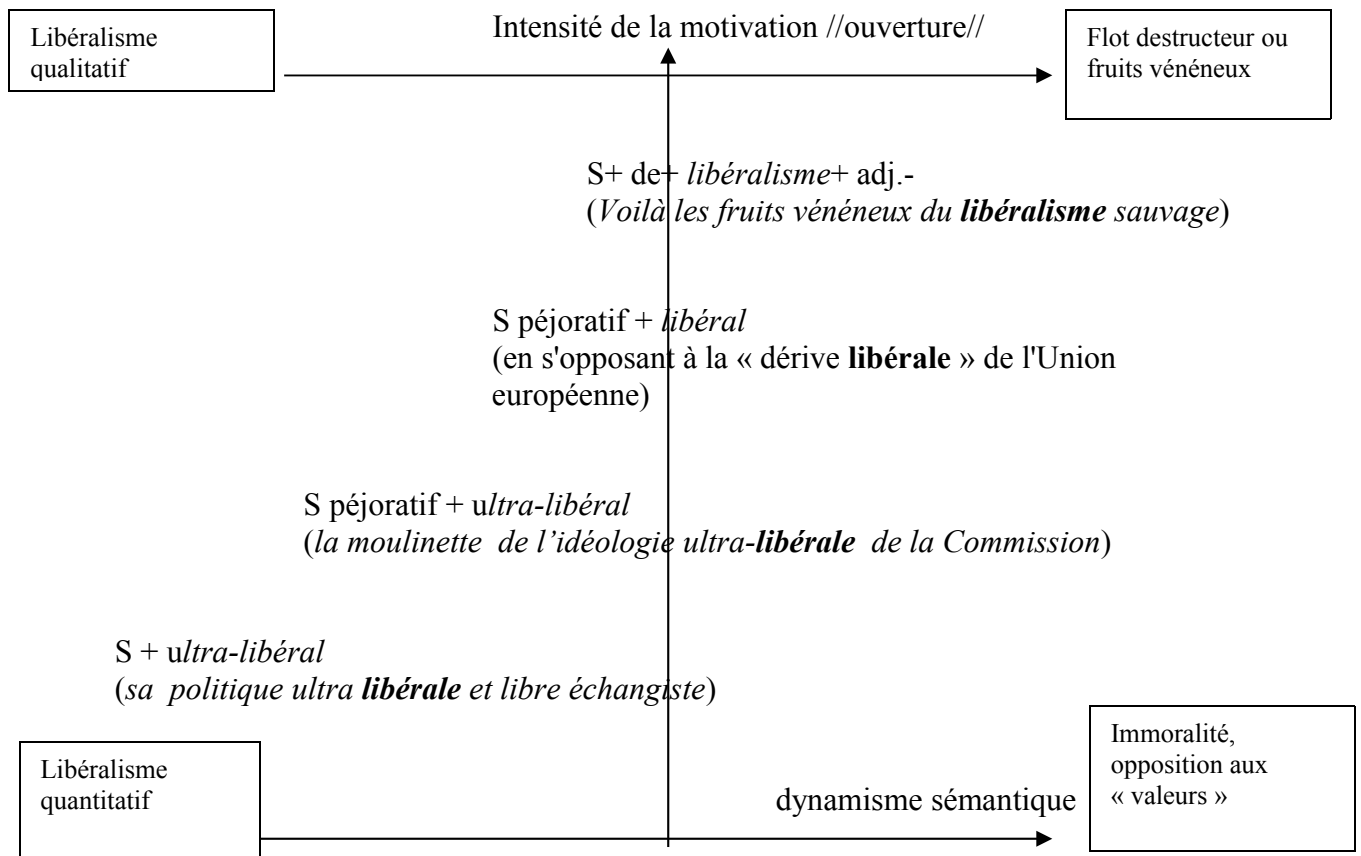 Libéralisme
qualitatif
Intensité de la motivation //ouverture//
Flot destructeur ou
fruits vénéneux
S+ de+ libéralisme+ adj.-
(Voilà les fruits vénéneux du libéralisme sauvage)
S péjoratif + libéral
(en s'opposant à la « dérive libérale » de l'Union
européenne)
S péjoratif + ultra-libéral
(la moulinette de l’idéologie ultra-libérale de la Commission)
S + ultra-libéral
(sa politique ultra libérale et libre échangiste)
Libéralisme
quantitatif
dynamisme sémantique
Immoralité,
opposition aux
« valeurs »